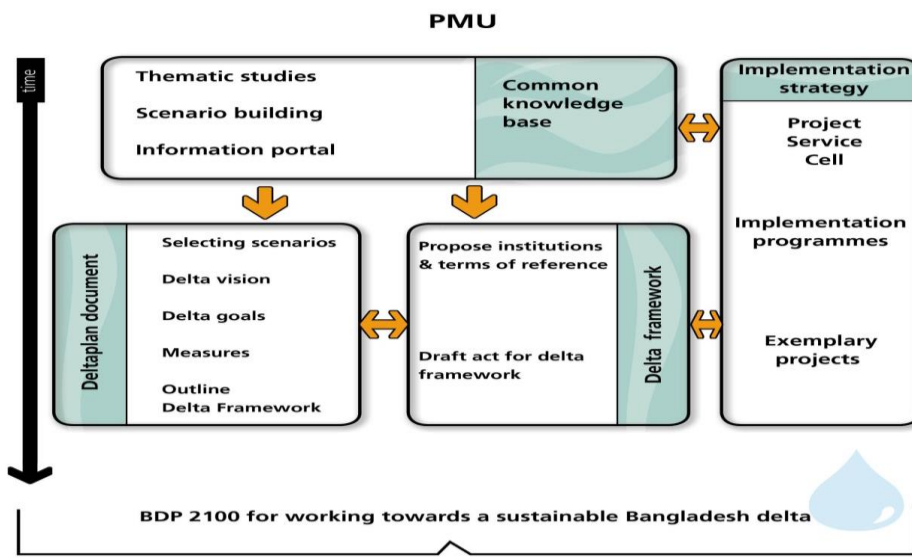 PMU
time
Thematic studies
Scenario building
Information portal
Common
knowledge
base
Implementation
strategy
Project
Service
Cell
Implementation
programmes
Exemplary
projects
Deltaplan document
Selecting scenarios
Delta vision
Delta goals
Measures
Outline
Delta Framework
Propose institutions
& terms of reference
Draft act for delta
framework
Delta framework
BDP 2100 for working towards a sustainable Bangladesh delta